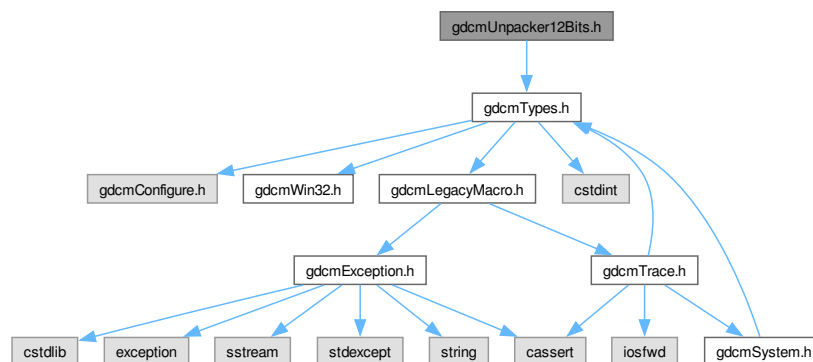 gdcmUnpacker12Bits.h
gdcmTypes.h
gdcmConfigure.h
gdcmWin32.h
gdcmLegacyMacro.h
cstdint
gdcmException.h
gdcmTrace.h
cstdlib
exception
sstream
stdexcept
string
cassert
iosfwd
gdcmSystem.h